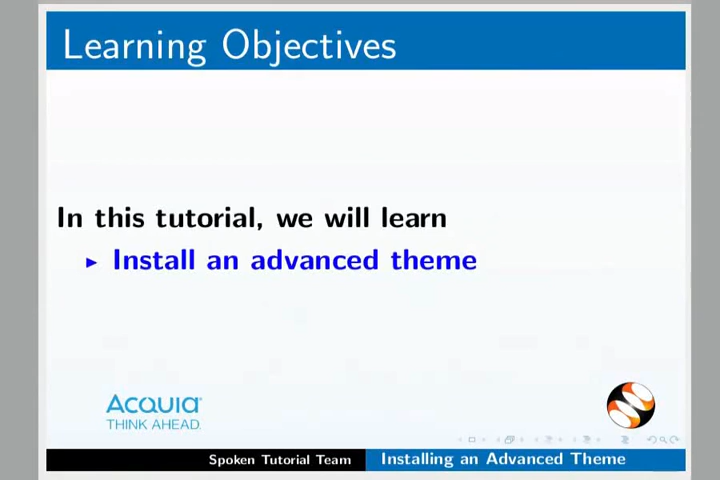 Learning Objectives
In this tutorial, we will learn
Install an advanced theme
ACQUIA
THINK AHEAD.
Spoken Tutorial Team
Installing an Advanced Theme